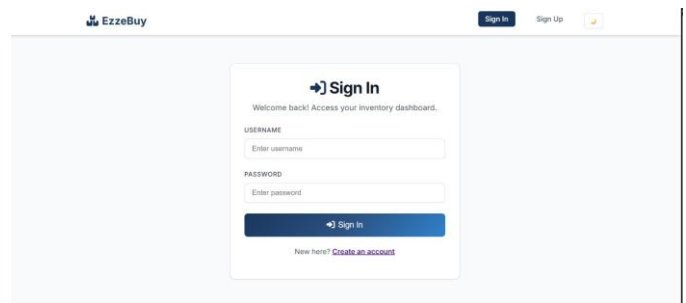 EzzeBuy
Sign In
Sign Up
Sign In
Welcome back! Access your inventory dashboard.
USERNAME
Enter username
PASSWORD
Enter password
Sign In
New here? Create an account